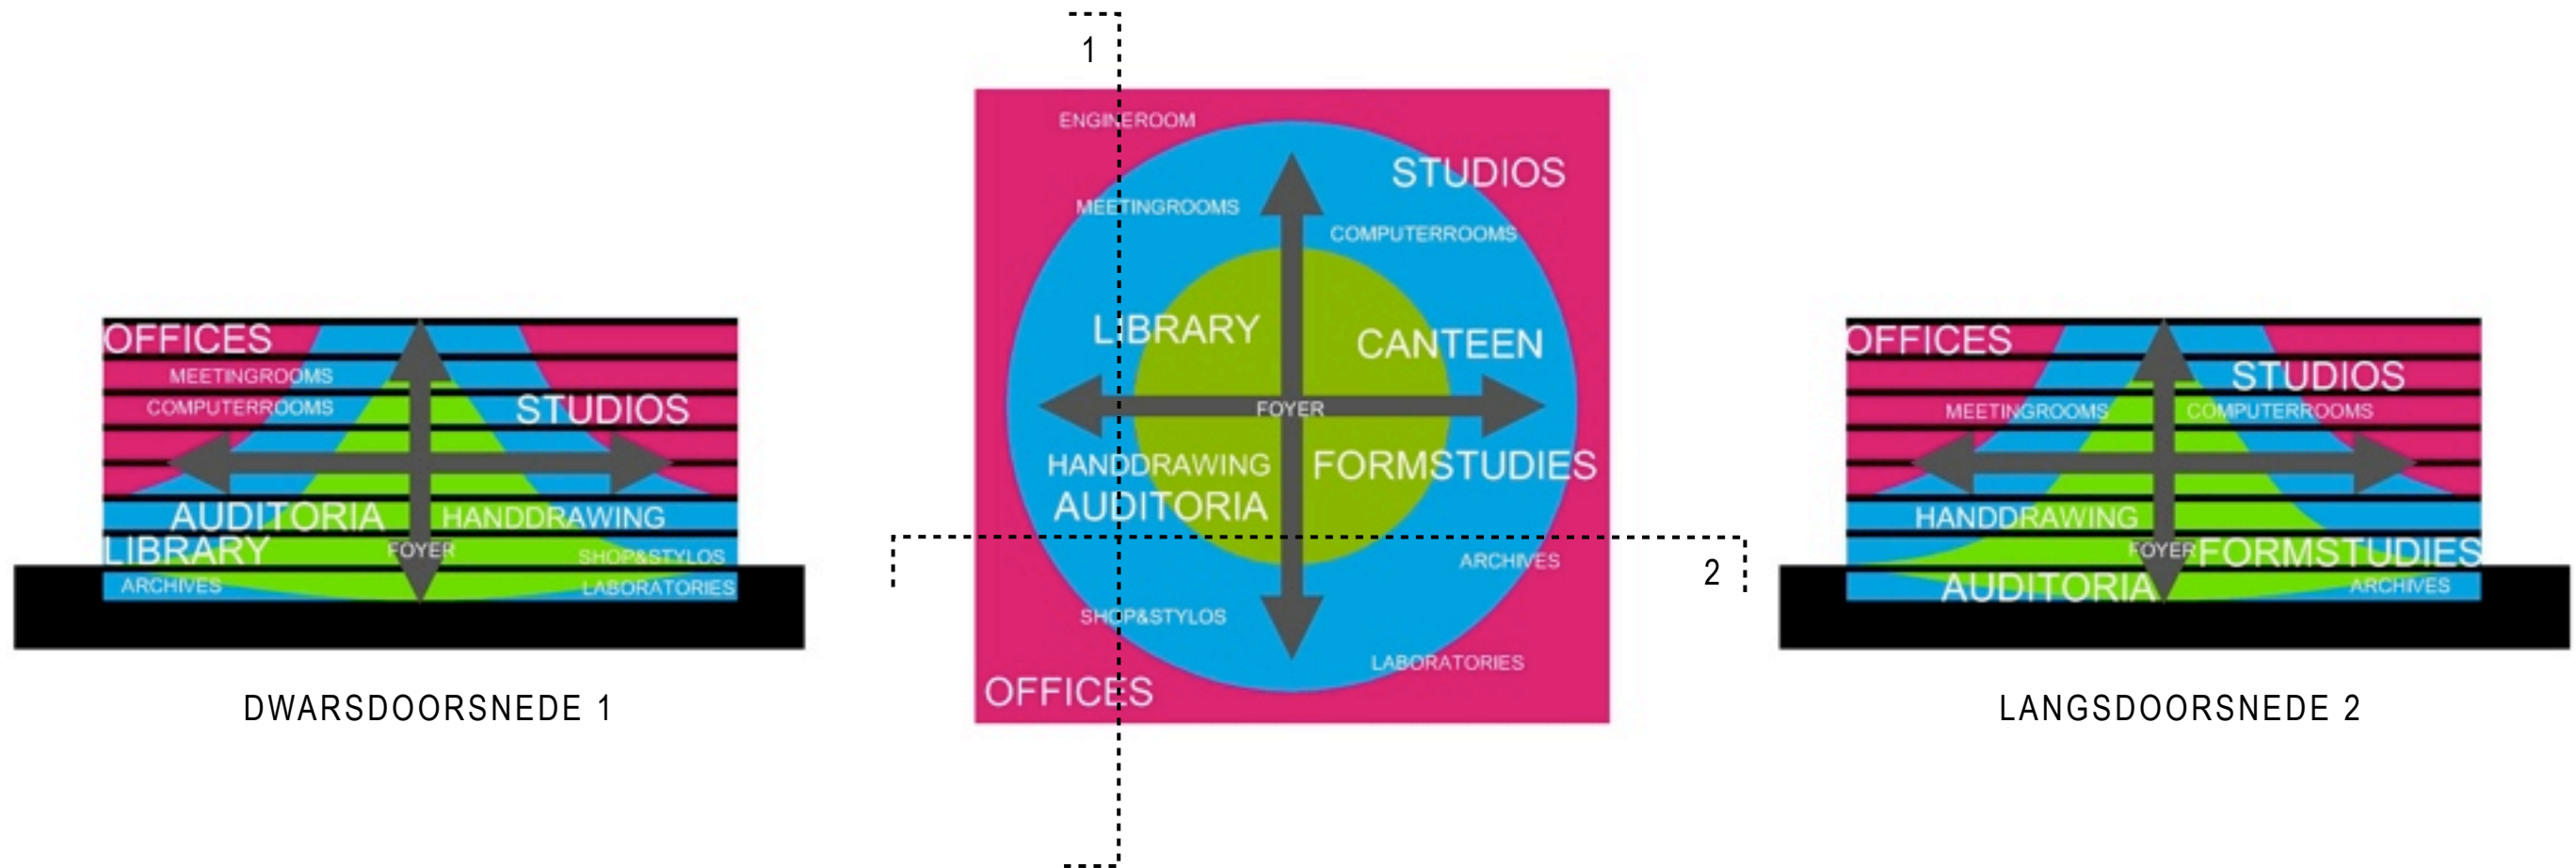 OFFICES
MEETINGROOMS
COMPUTERROOMS
STUDIOS
AUDITORIA
HANDDRAWING
LIBRARY
FOYER
SHOP&STYLOS
ARCHIVES
LABORATORIES
DWARSDOORSNEDE 1
1
ENGINEROOM
STUDIOS
MEETINGROOMS
COMPUTERROOMS
LIBRARY
CANTEEN
FOYER
HANDDRAWING
FORMSTUDIES
AUDITORIA
ARCHIVES
2
SHOP&STYLOS
LABORATORIES
OFFICES
OFFICES
STUDIOS
MEETINGROOMS
COMPUTERROOMS
HANDDRAWING
FOYER
FORMSTUDIES
AUDITORIA
ARCHIVES
LANGSDOORSNEDE 2